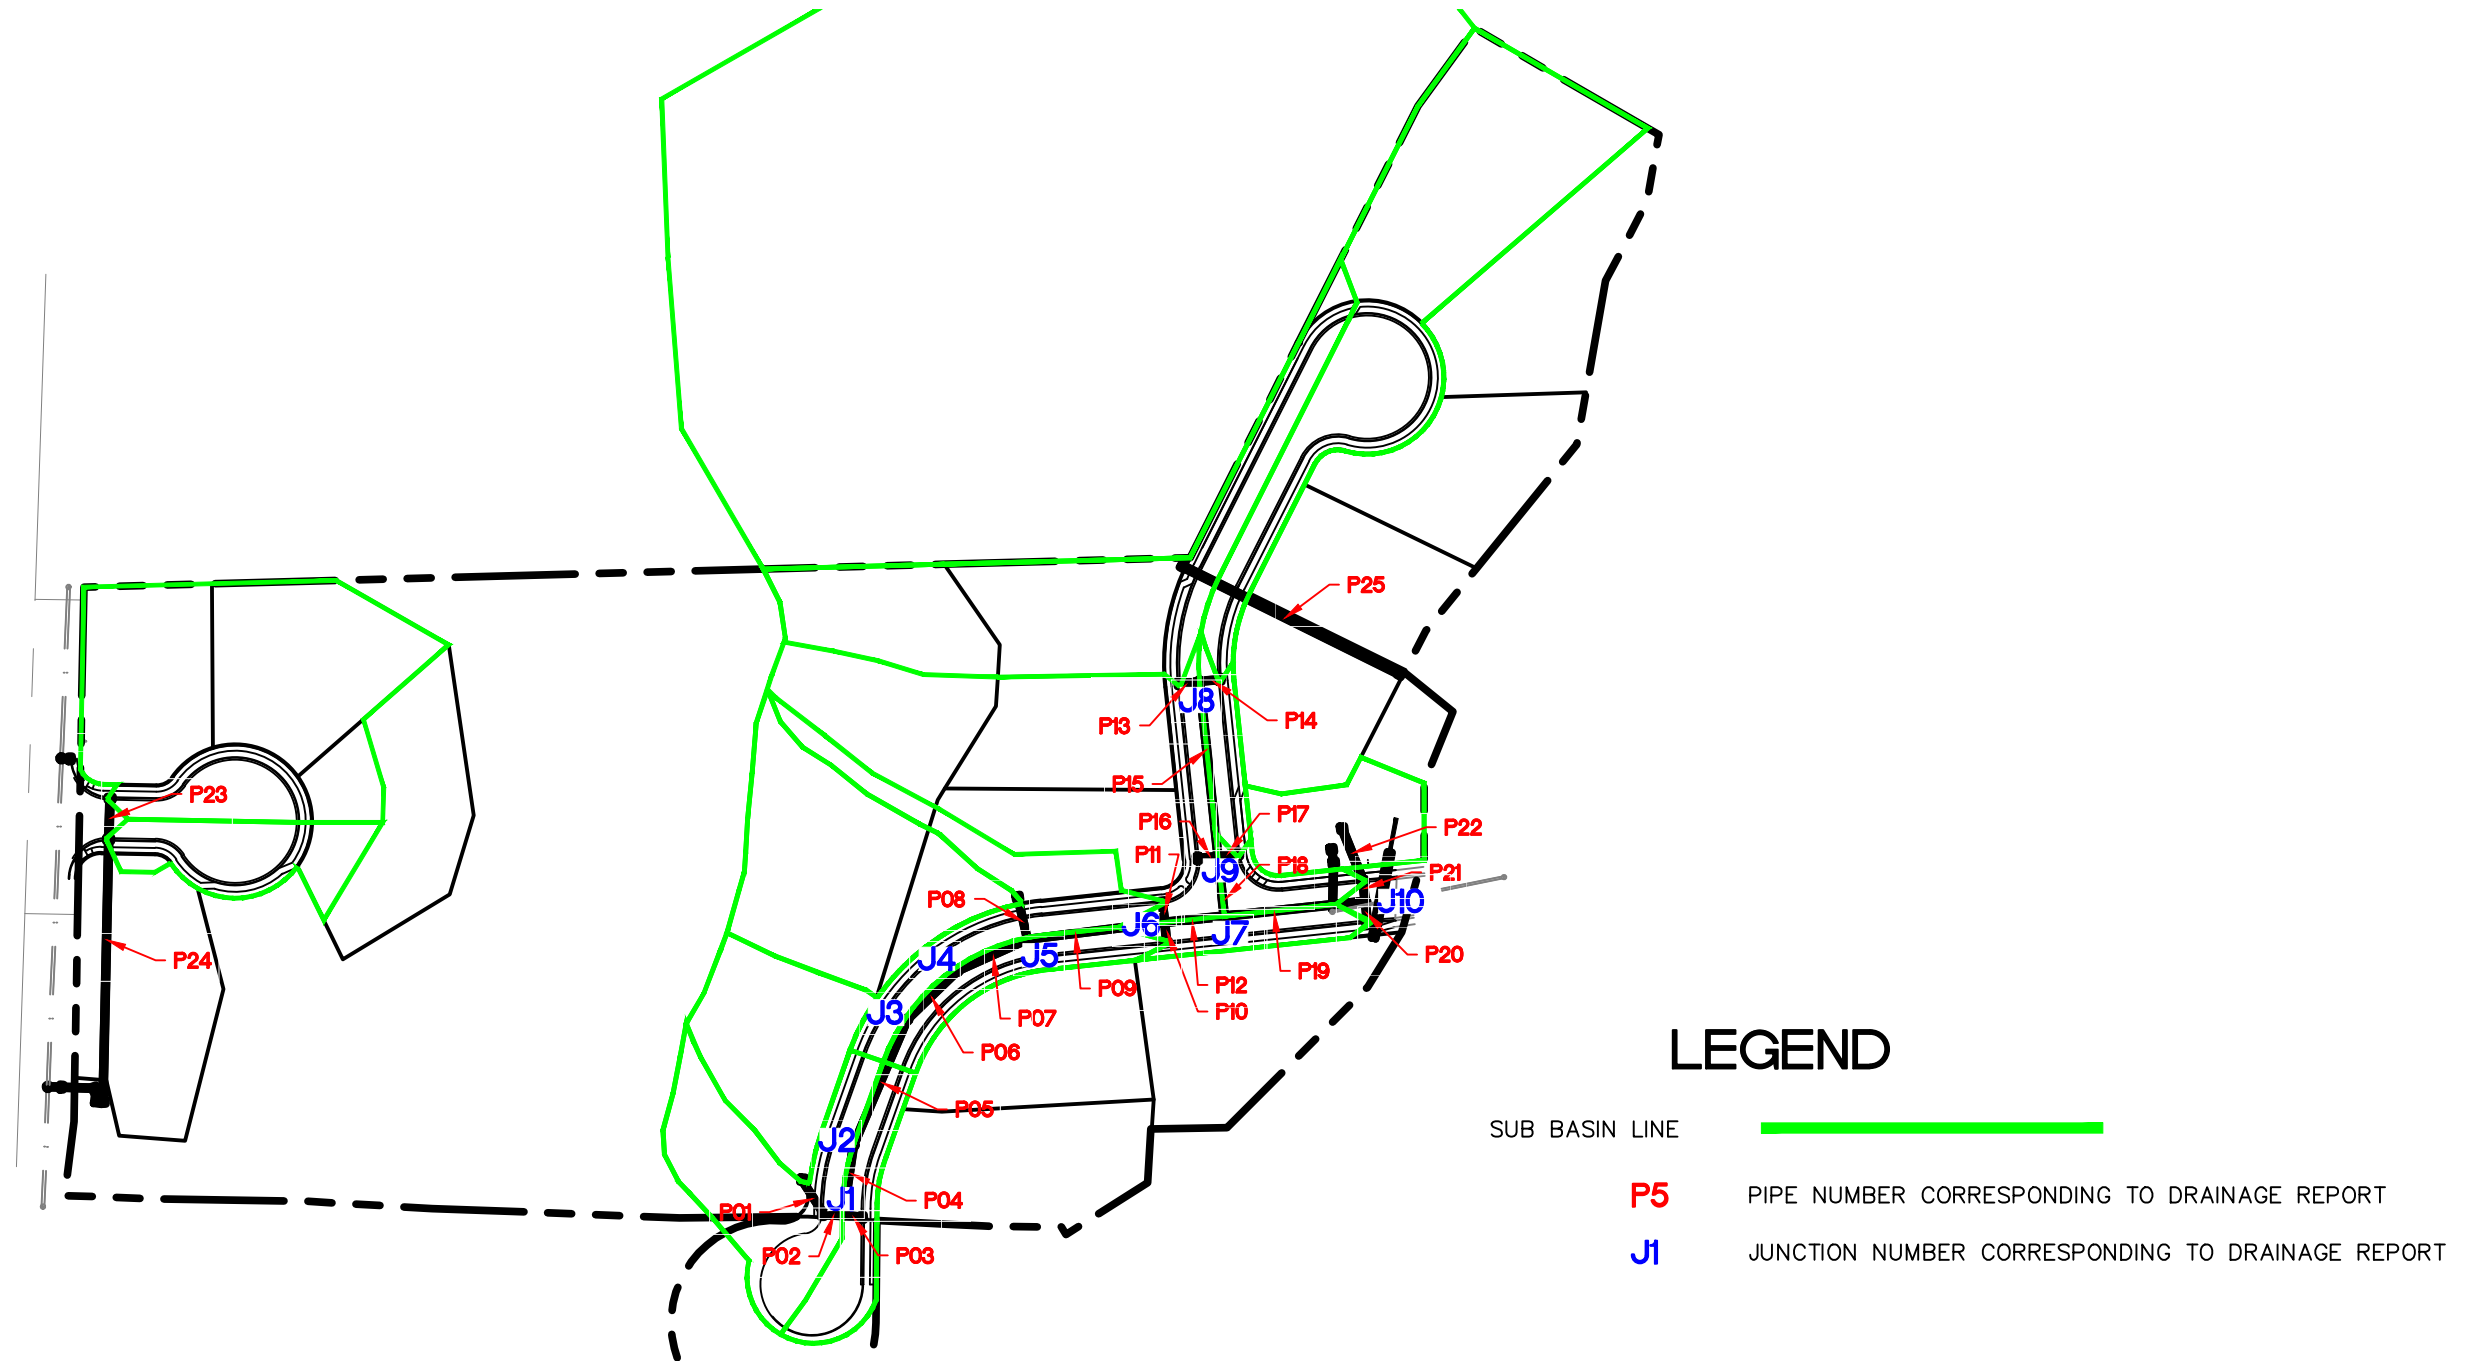 P25
J8
P13
P14
P15
P23
P16
P17
P22
P11
J9
P18
P21
P08
J10
J6
J7
P24
J4
J5
P20
P19
P12
P09
P10
J3
P07
P06
P05
J2
J1
P04
P01
P02
P03
LEGEND
SUB BASIN LINE
P5 PIPE NUMBER CORRESPONDING TO DRAINAGE REPORT
J1 JUNCTION NUMBER CORRESPONDING TO DRAINAGE REPORT